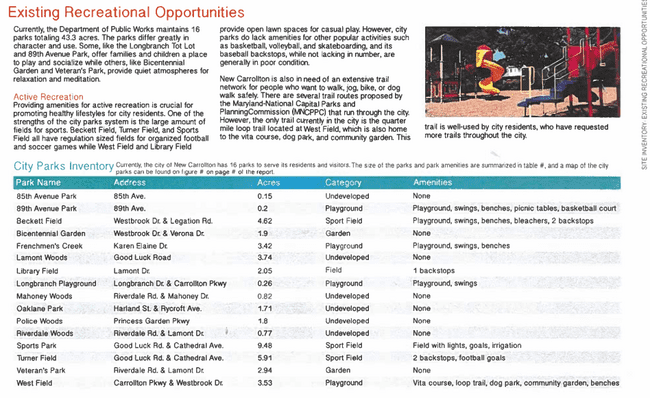 Existing Recreational Opportunities
Currently, the Department of Public Works maintains 16
parks totaling 43.3 acres. The parks differ greatly in
character and use. Some, like the Longbranch Tot Lot
and 89th Avenue Park, offer families and children a place
to play and socialize while others, like Bicentennial
Garden and Veteran's Park, provide quiet atmospheres for
relaxation and meditation.
Active Recreation
Providing amenities for active recreation is crucial for
promoting healthy lifestyles for city residents. One of the
strengths of the city parks system is the large amount of
fields for sports. Beckett Field, Turner Field, and Sports
Field all have regulation sized fields for organized football
and soccer games while West Field and Library Field
provide open lawn spaces for casual play. However, city
parks do lack amenities for other popular activities such
as basketball, volleyball, and skateboarding, and its
baseball backstops, while not lacking in number, are
generally in poor condition.
New Carrollton is also in need of an extensive trail
network for people who want to walk, jog, bike, or dog
walk safely. There are several trail routes proposed by
the Maryland-National Capital Parks and
PlanningCommission (MNCPPC) that run through the city.
However, the only trail currently in the city is the quarter
mile loop trail located at West Field, which is also home
to the vita course, dog park, and community garden. This
trail is well-used by city residents, who have requested
more trails throughout the city.
SITE INVENTORY: EXISTING RECREATIONAL OPPORTUNITIES
City Parks Inventory Currently, the city of New Carrollton has 16 parks to serve its residents and visitors. The size of the parks and park amenities are summarized in table #, and a map of the city
parks can be found on figure # on page # of the report.
Park Name Address Acres Category Amenities
85th Avenue Park 85th Ave. 0.15 Undeveloped None
89th Avenue Park 89th Ave. 0.2 Playground Playground, swings, benches, picnic tables, basketball court
Beckett Field Westbrook Dr. & Legation Rd. 4.62 Sport Field Playground, swings, benches, bleachers, 2 backstops
Bicentennial Garden Westbrook Dr. & Verona Dr. 1.9 Garden None
Frenchmen's Creek Karen Elaine Dr. 3.42 Playground Playground, swings, benches
Lamont Woods Good Luck Road 3.74 Undeveloped None
Library Field Lamont Dr. 2.05 Field 1 backstops
Longbranch Playground Longbranch Dr. & Carrollton Pkwy 0.26 Playground Playground, swings
Mahoney Woods Riverdale Rd. & Mahoney Dr. 0.82 Undeveloped None
Oaklane Park Harland St. & Rycroft Ave. 1.71 Undeveloped None
Police Woods Princess Garden Pkwy 1.8 Undeveloped None
Riverdale Woods Riverdale Rd. & Lamont Dr. 0.77 Undeveloped None
Sports Park Good Luck Rd. & Cathedral Ave. 9.48 Sport Field Field with lights, goals, irrigation
Turner Field Good Luck Rd. & Cathedral Ave. 5.91 Sport Field 2 backstops, football goals
Veteran's Park Riverdale Rd. & Lamont Dr. 2.94 Garden None
West Field Carrollton Pkwy & Westbrook Dr. 3.53 Playground Vita course, loop trail, dog park, community garden, benches